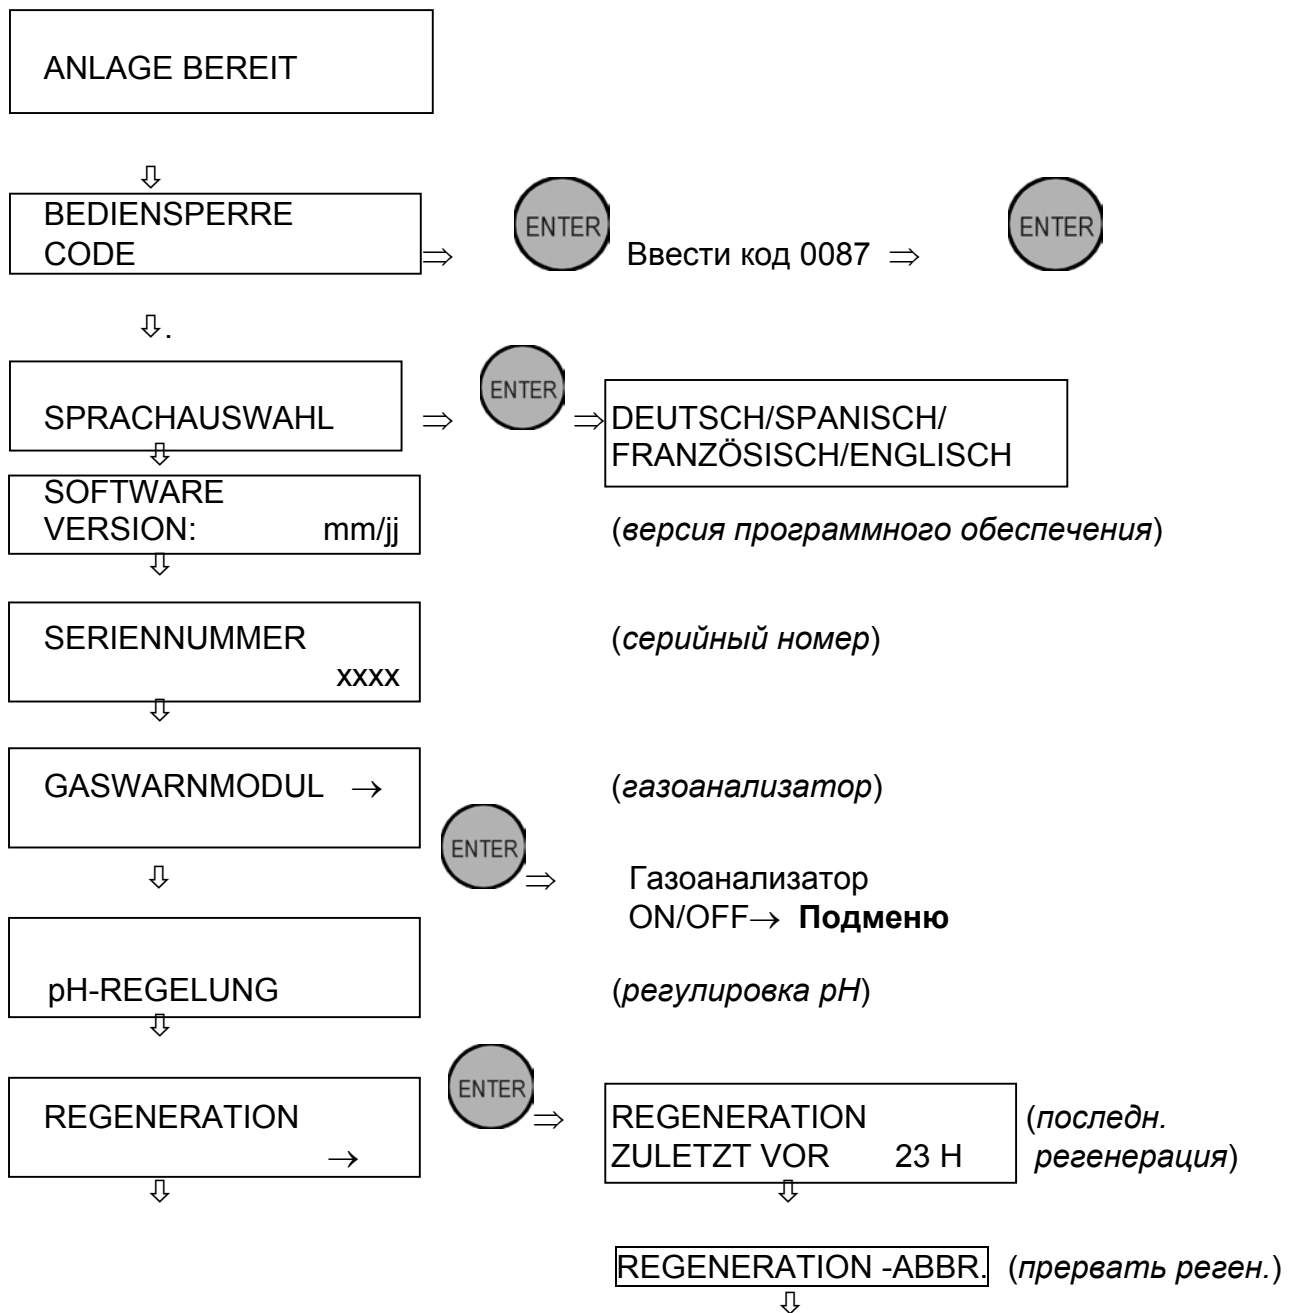 ANLAGE BEREIT
⇩
BEDIENSPERRE
CODE
⇒ ENTER Ввести код 0087 ⇒ ENTER
⇩.
SPRACHAUSWAHL ⇒ ENTER ⇒ DEUTSCH/SPANISCH/
FRANZÖSISCH/ENGLISCH
⇩
SOFTWARE
VERSION: mm/jj (версия программного обеспечения)
⇩
SERIENNUMMER (серийный номер)
xxxx
⇩
GASWARNMODUL → (газоанализатор)
ENTER
⇩ ⇒ Газоанализатор
ON/OFF→ Подменю
pH-REGELUNG (регулировка pH)
⇩
REGENERATION
→
ENTER ⇒
REGENERATION (последн.
ZULETZT VOR 23 H регенерация)
⇩ ⇩
REGENERATION -ABBR. (прервать реген.)
⇩